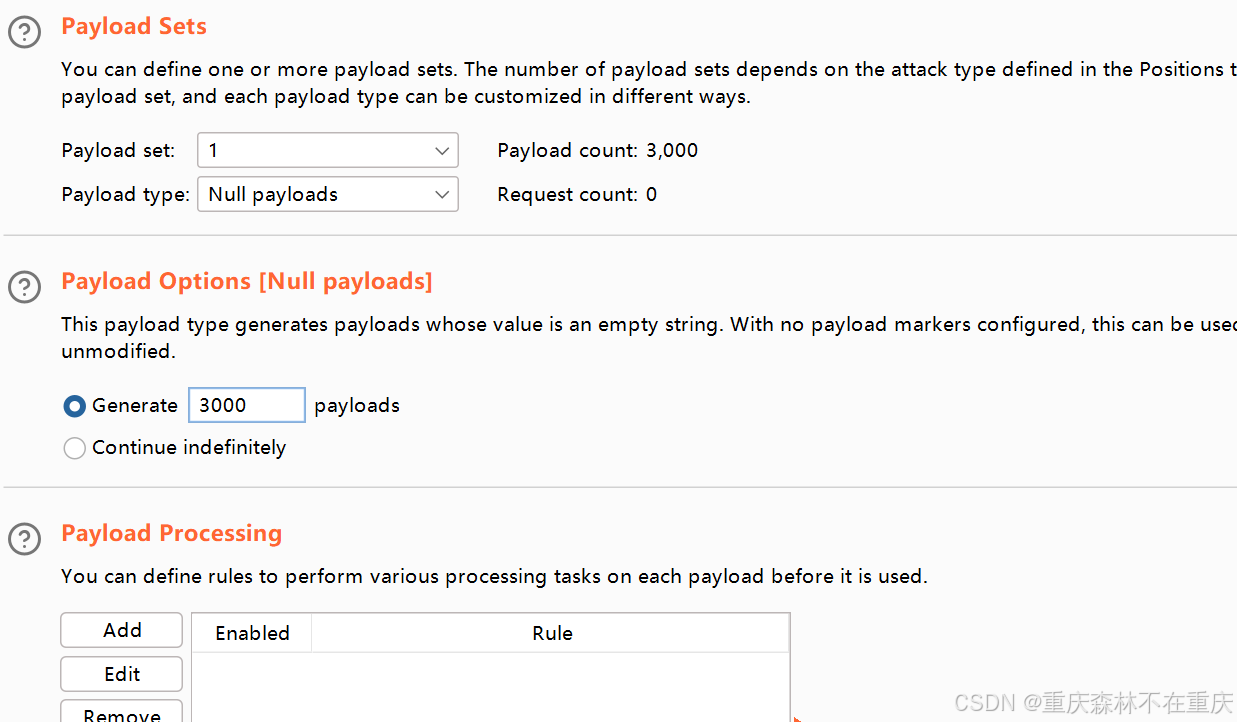 Payload Sets
You can define one or more payload sets. The number of payload sets depends on the attack type defined in the Positions t
payload set, and each payload type can be customized in different ways.
Payload set: 1 Payload count: 3,000
Payload type: Null payloads Request count: 0
Payload Options [Null payloads]
This payload type generates payloads whose value is an empty string. With no payload markers configured, this can be used
unmodified.
Generate 3000 payloads
Continue indefinitely
Payload Processing
You can define rules to perform various processing tasks on each payload before it is used.
Add Enabled Rule
Edit
Remove
CSDN @重庆森林不在重庆